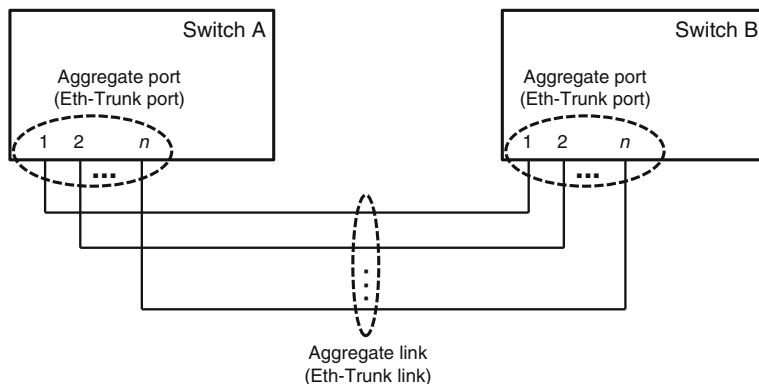 Switch A
Aggregate port
(Eth-Trunk port)
1 2 ... n
Switch B
Aggregate port
(Eth-Trunk port)
1 2 ... n
...
Aggregate link
(Eth-Trunk link)